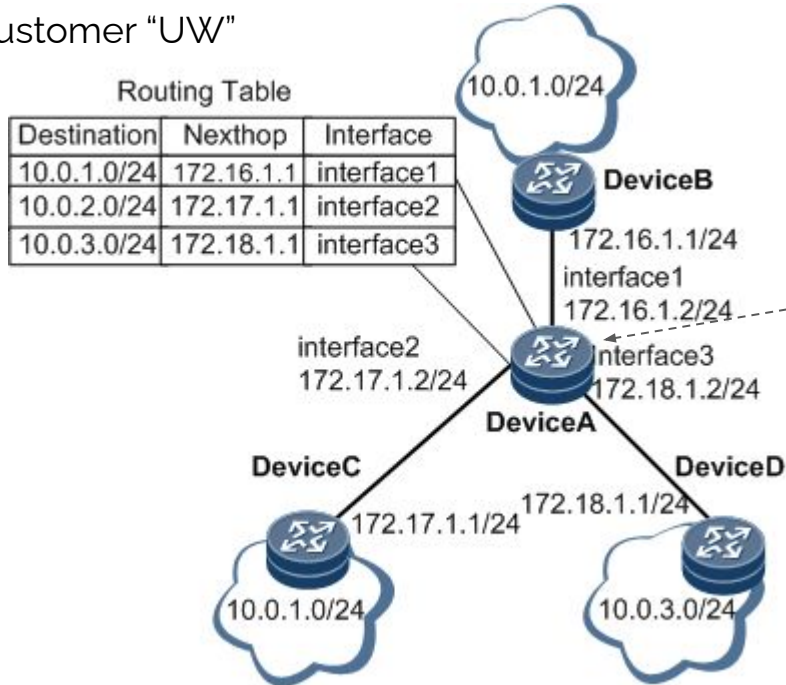 ustomer “UW”
Routing Table
Destination Nexthop Interface
10.0.1.0/24 172.16.1.1 interface1
10.0.2.0/24 172.17.1.1 interface2
10.0.3.0/24 172.18.1.1 interface3
10.0.1.0/24
DeviceB
172.16.1.1/24
interface1
172.16.1.2/24
interface2
172.17.1.2/24
interface3
172.18.1.2/24
DeviceA
DeviceC
DeviceD
172.17.1.1/24
172.18.1.1/24
10.0.1.0/24
10.0.3.0/24